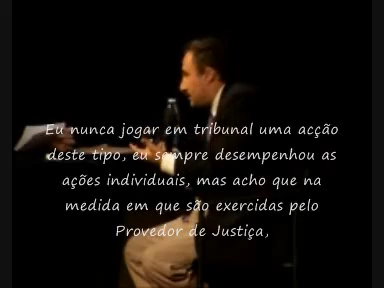 Eu nunca jogar em tribunal uma acção
deste tipo, eu sempre desempenhou as
ações individuais, mas acho que na
medida em que são exercidas pelo
Provedor de Justiça,